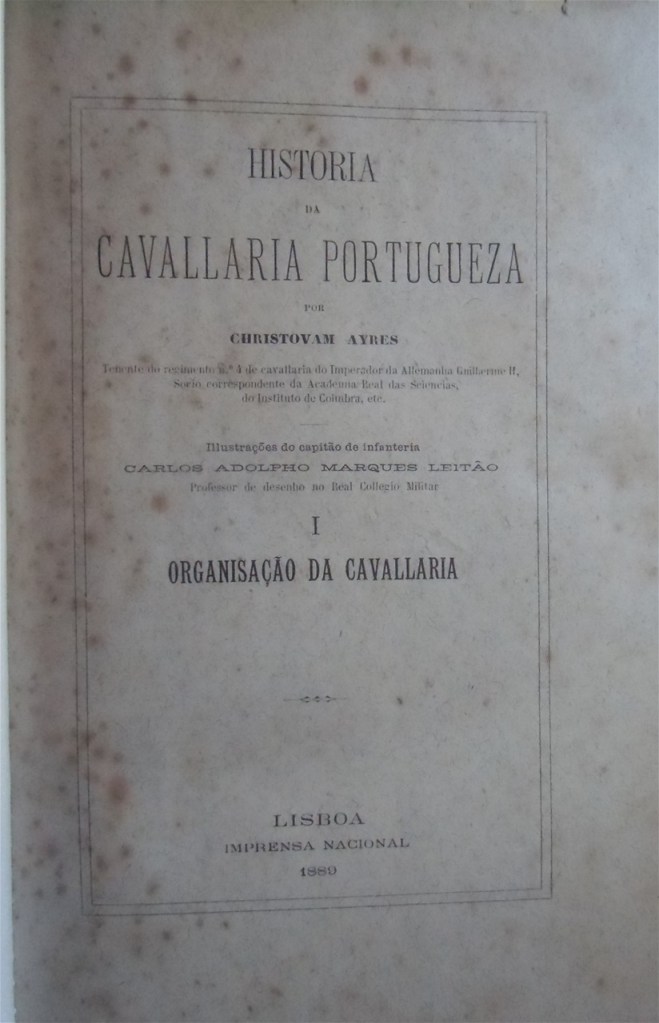 HISTORIA
DA
CAVALLARIA PORTUGUEZA
POR
CHRISTOVAM AYRES
Tenente do regimento n.º 4 de cavallaria do Imperador da Allemanha Guilherme II,
Socio correspondente da Academia Real das Sciencias,
do Instituto de Coimbra, etc.
Illustrações do capitão de infanteria
CARLOS ADOLPHO MARQUES LEITÃO
Professor de desenho no Real Collegio Militar
I
ORGANISAÇÃO DA CAVALLARIA
LISBOA
IMPRENSA NACIONAL
1889